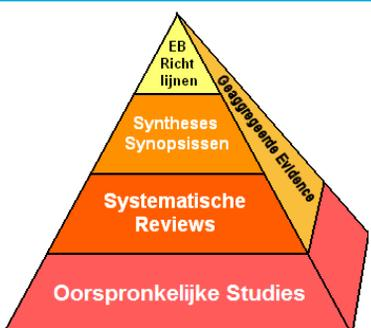 EB
Richt
lijnen
Syntheses
Synopsissen
Geaggregeerde Evidence
Systematische
Reviews
Oorspronkelijke Studies